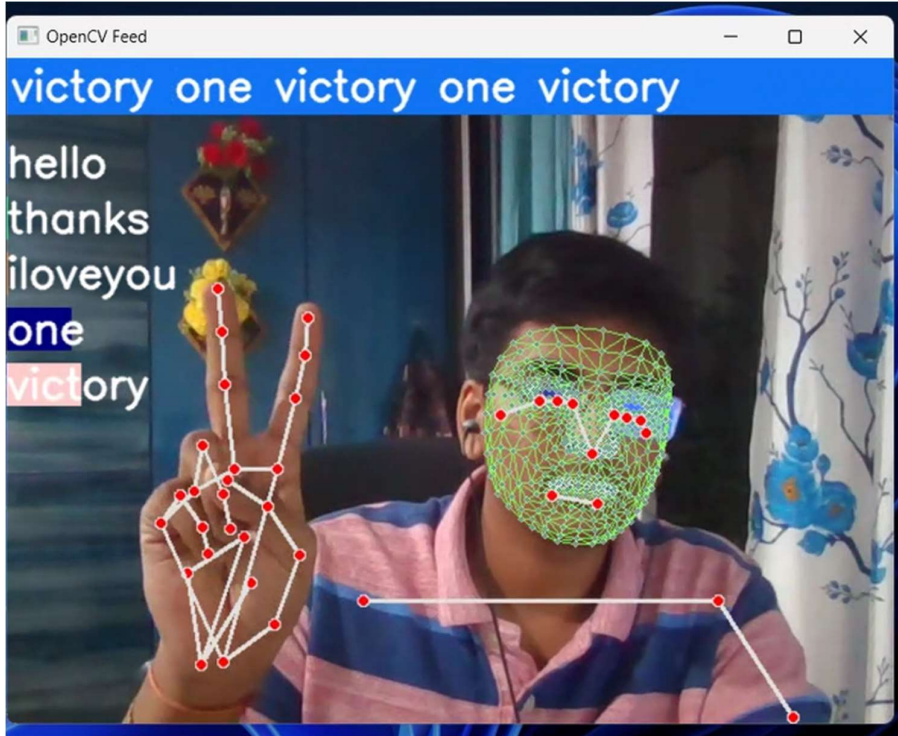 OpenCV Feed
victory one victory one victory
hello
thanks
iloveyou
one
victory